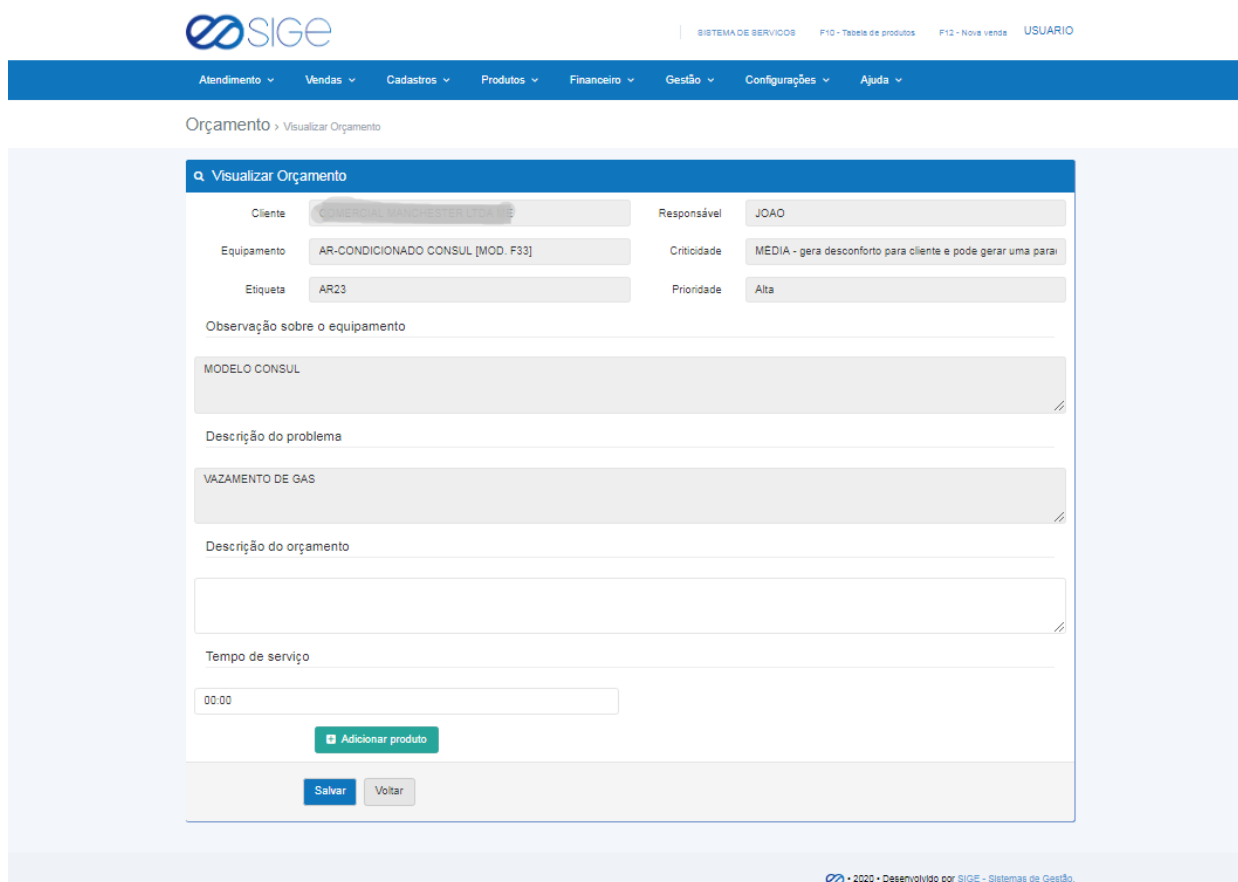 SIGE
SISTEMA DE SERVICOS F10 - Tabela de produtos F12 - Nova venda USUARIO
Atendimento Vendas Cadastros Produtos Financeiro Gestão Configurações Ajuda
Orçamento › Visualizar Orçamento
Visualizar Orçamento
Cliente Responsável JOAO
Equipamento AR-CONDICIONADO CONSUL [MOD. F33] Criticidade MÉDIA - gera desconforto para cliente e pode gerar uma para
Etiqueta AR23 Prioridade Alta
Observação sobre o equipamento
MODELO CONSUL
Descrição do problema
VAZAMENTO DE GAS
Descrição do orçamento
Tempo de serviço
00:00
Adicionar produto
Salvar Voltar
• 2020 • Desenvolvido por SIGE - Sistemas de Gestão.